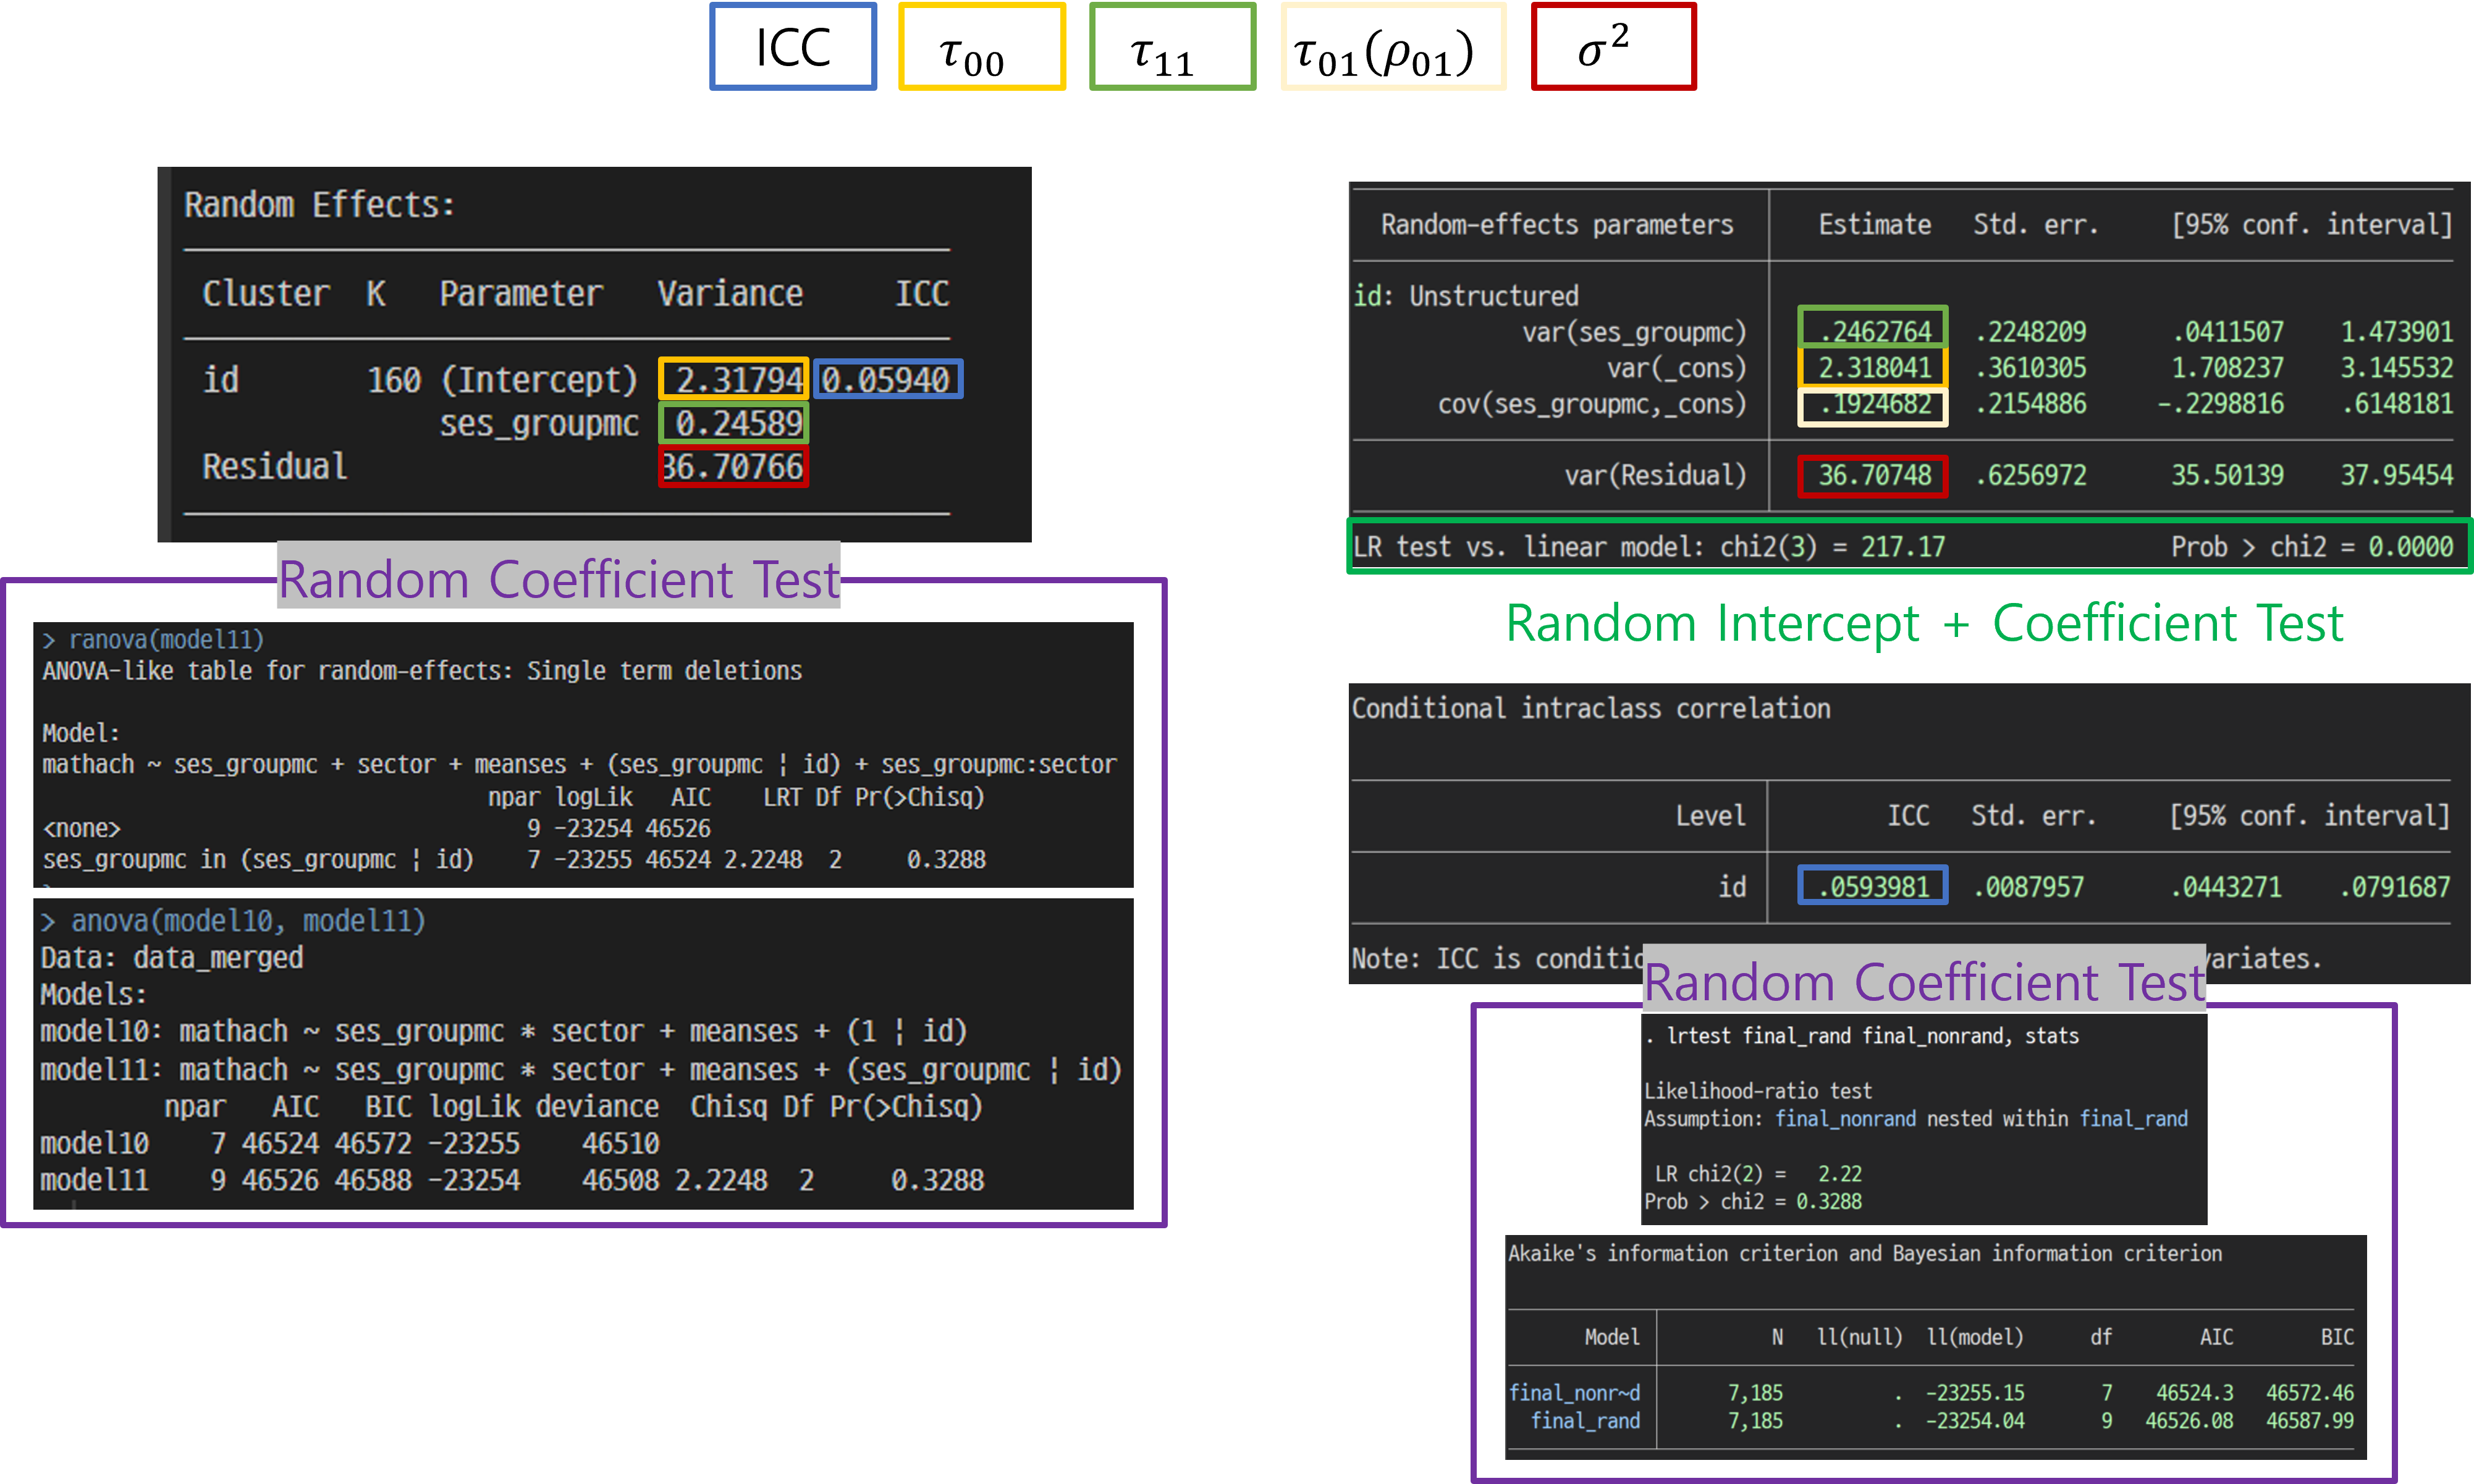 ICC τ₀₀ τ₁₁ τ₀₁(ρ₀₁) σ²
Random Effects:
Cluster K Parameter Variance ICC
id 160 (Intercept) 2.31794 0.05940
ses_groupmc 0.24589
Residual 36.70766
Random Coefficient Test
> ranova(model11)
ANOVA-like table for random-effects: Single term deletions
Model:
mathach ~ ses_groupmc + sector + meanses + (ses_groupmc | id) + ses_groupmc:sector
npar logLik AIC LRT Df Pr(>Chisq)
<none> 9 -23254 46526
ses_groupmc in (ses_groupmc | id) 7 -23255 46524 2.2248 2 0.3288
> anova(model10, model11)
Data: data_merged
Models:
model10: mathach ~ ses_groupmc * sector + meanses + (1 | id)
model11: mathach ~ ses_groupmc * sector + meanses + (ses_groupmc | id)
npar AIC BIC logLik deviance Chisq Df Pr(>Chisq)
model10 7 46524 46572 -23255 46510
model11 9 46526 46588 -23254 46508 2.2248 2 0.3288
Random-effects parameters Estimate Std. err. [95% conf. interval]
id: Unstructured
var(ses_groupmc) .2462764 .2248209 .0411507 1.473901
var(_cons) 2.318041 .3610305 1.708237 3.145532
cov(ses_groupmc,_cons) .1924682 .2154886 -.2298816 .6148181
var(Residual) 36.70748 .6256972 35.50139 37.95454
LR test vs. linear model: chi2(3) = 217.17 Prob > chi2 = 0.0000
Random Intercept + Coefficient Test
Conditional intraclass correlation
Level ICC Std. err. [95% conf. interval]
id .0593981 .0087957 .0443271 .0791687
Note: ICC is conditio variates.
Random Coefficient Test
. lrtest final_rand final_nonrand, stats
Likelihood-ratio test
Assumption: final_nonrand nested within final_rand
LR chi2(2) = 2.22
Prob > chi2 = 0.3288
Akaike's information criterion and Bayesian information criterion
Model N ll(null) ll(model) df AIC BIC
final_nonr~d 7,185 . -23255.15 7 46524.3 46572.46
final_rand 7,185 . -23254.04 9 46526.08 46587.99